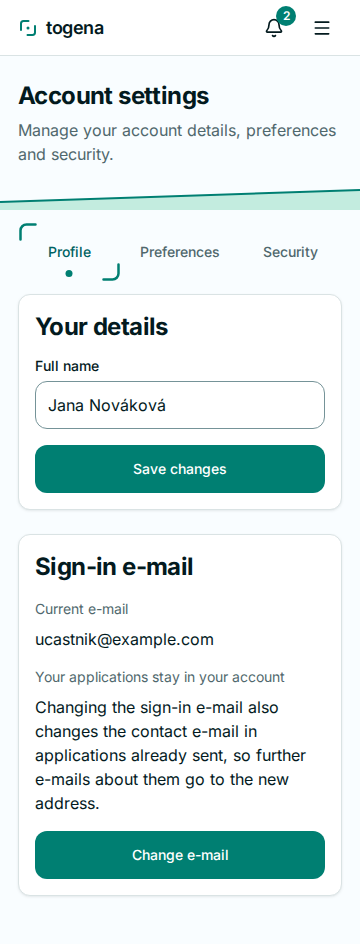 togena
2
Account settings
Manage your account details, preferences
and security.
Profile
Preferences
Security
Your details
Full name
Jana Nováková
Save changes
Sign-in e-mail
Current e-mail
ucastnik@example.com
Your applications stay in your account
Changing the sign-in e-mail also
changes the contact e-mail in
applications already sent, so further
e-mails about them go to the new
address.
Change e-mail